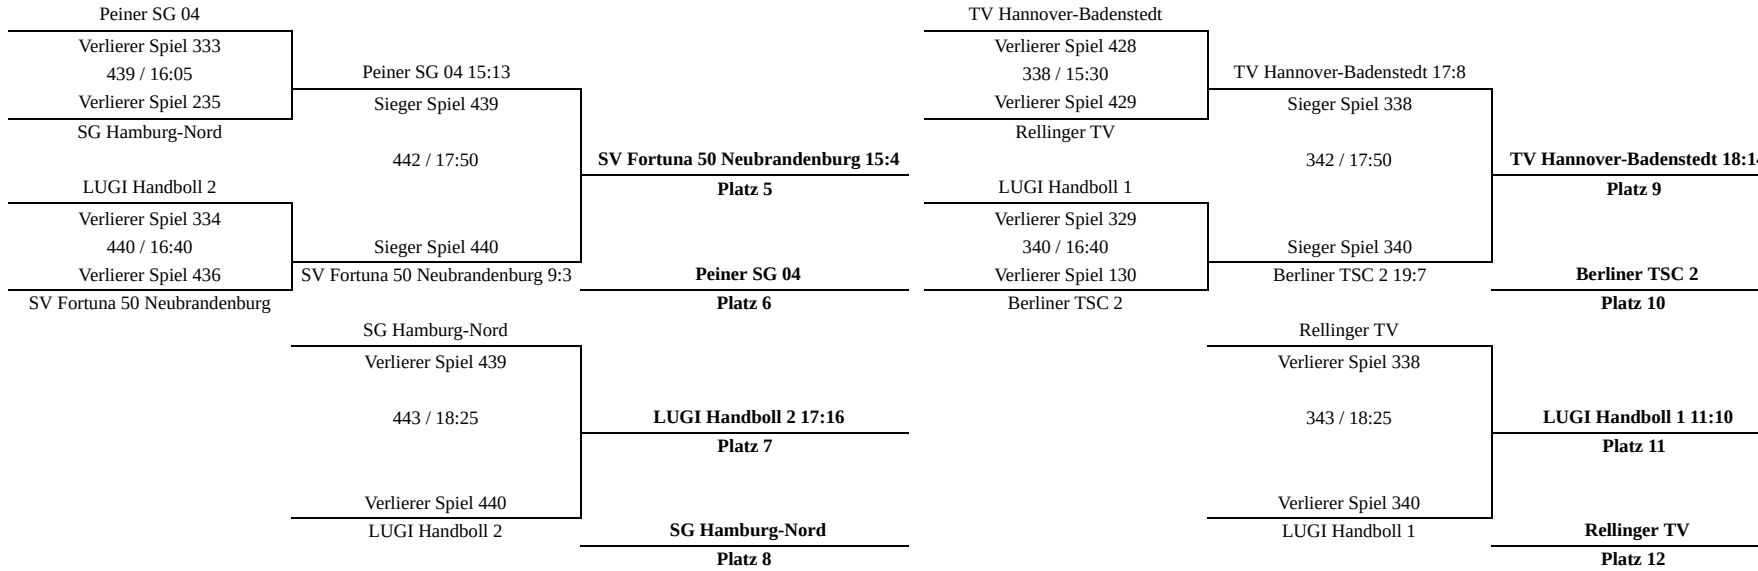 Peiner SG 04
Verlierer Spiel 333
439 / 16:05
Verlierer Spiel 235
SG Hamburg-Nord
LUGI Handboll 2
Verlierer Spiel 334
440 / 16:40
Verlierer Spiel 436
SV Fortuna 50 Neubrandenburg
Peiner SG 04 15:13
Sieger Spiel 439
442 / 17:50
Sieger Spiel 440
SV Fortuna 50 Neubrandenburg 9:3
SV Fortuna 50 Neubrandenburg 15:4
Platz 5
Peiner SG 04
Platz 6
SG Hamburg-Nord
Verlierer Spiel 439
443 / 18:25
Verlierer Spiel 440
LUGI Handboll 2
LUGI Handboll 2 17:16
Platz 7
SG Hamburg-Nord
Platz 8
TV Hannover-Badenstedt
Verlierer Spiel 428
338 / 15:30
Verlierer Spiel 429
Rellinger TV
LUGI Handboll 1
Verlierer Spiel 329
340 / 16:40
Verlierer Spiel 130
Berliner TSC 2
TV Hannover-Badenstedt 17:8
Sieger Spiel 338
342 / 17:50
Sieger Spiel 340
Berliner TSC 2 19:7
TV Hannover-Badenstedt 18:14
Platz 9
Berliner TSC 2
Platz 10
Rellinger TV
Verlierer Spiel 338
343 / 18:25
Verlierer Spiel 340
LUGI Handboll 1
LUGI Handboll 1 11:10
Platz 11
Rellinger TV
Platz 12